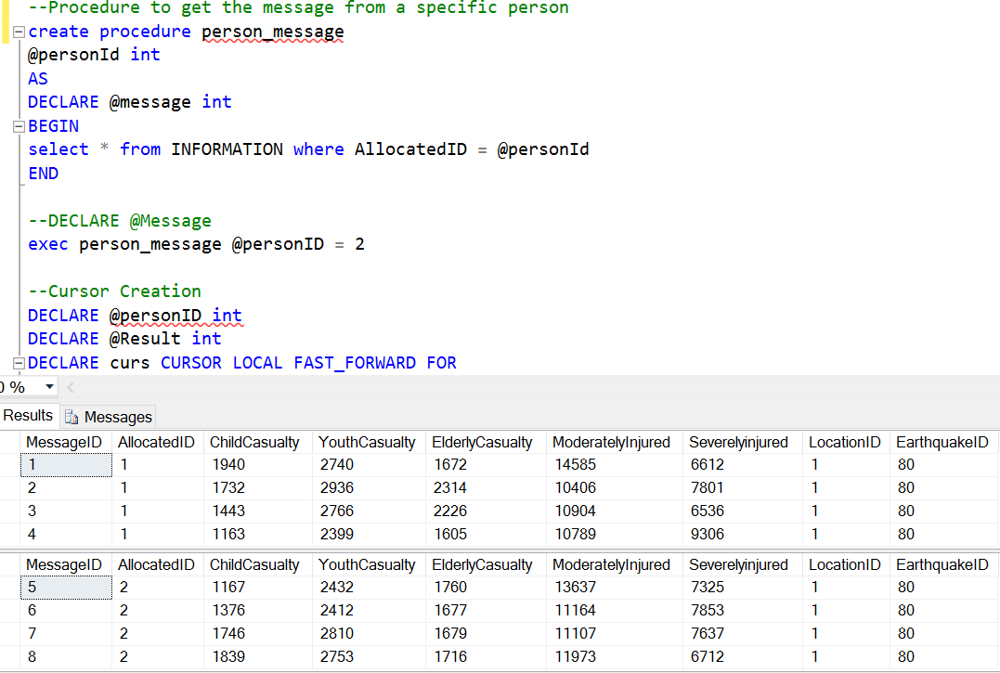 --Procedure to get the message from a specific person
create procedure person_message
@personId int
AS
DECLARE @message int
BEGIN
select * from INFORMATION where AllocatedID = @personId
END
--DECLARE @Message
exec person_message @personID = 2
--Cursor Creation
DECLARE @personID int
DECLARE @Result int
DECLARE curs CURSOR LOCAL FAST_FORWARD FOR
0 %
Results Messages
MessageID AllocatedID ChildCasualty YouthCasualty ElderlyCasualty ModeratelyInjured Severelyinjured LocationID EarthquakeID
1 1 1940 2740 1672 14585 6612 1 80
2 1 1732 2936 2314 10406 7801 1 80
3 1 1443 2766 2226 10904 6536 1 80
4 1 1163 2399 1605 10789 9306 1 80
MessageID AllocatedID ChildCasualty YouthCasualty ElderlyCasualty ModeratelyInjured Severelyinjured LocationID EarthquakeID
5 2 1167 2432 1760 13637 7325 1 80
6 2 1376 2412 1677 11164 7853 1 80
7 2 1746 2810 1679 11107 7637 1 80
8 2 1839 2753 1716 11973 6712 1 80